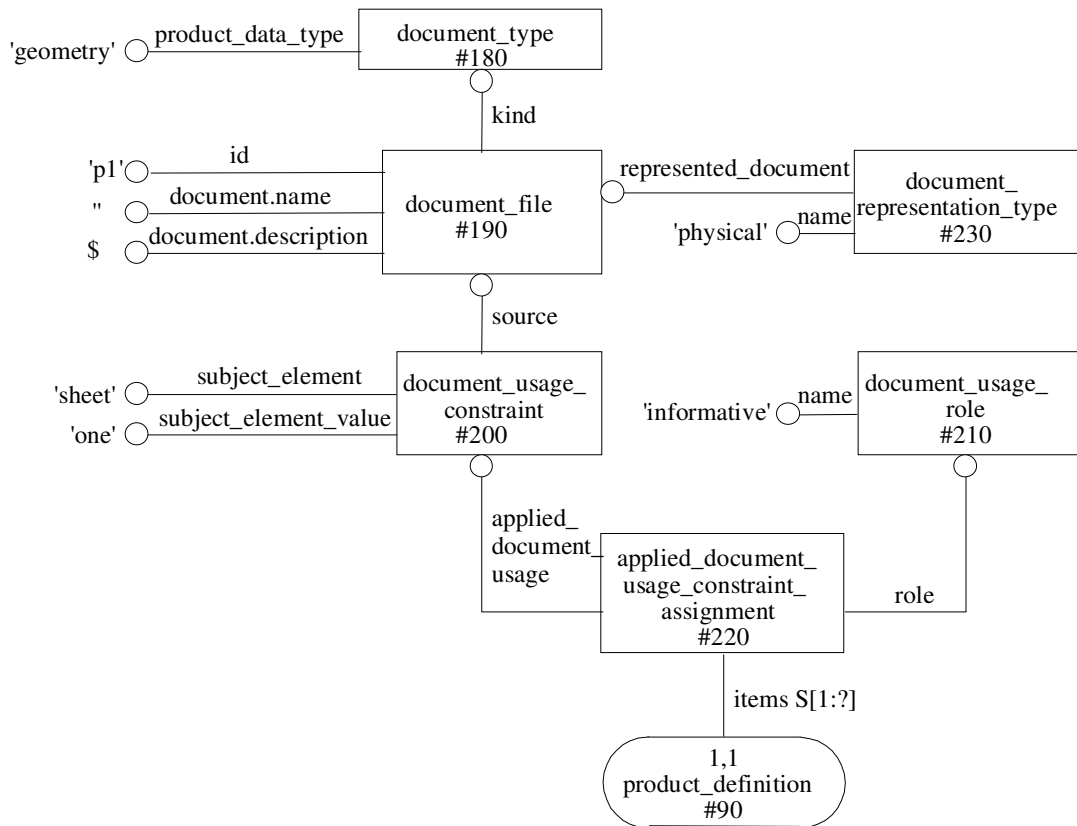 'geometry'
product_data_type
document_type
#180
kind
'p1'
id
''
document.name
$
document.description
document_file
#190
represented_document
document_
representation_type
#230
'physical'
name
source
'sheet'
subject_element
'one'
subject_element_value
document_usage_
constraint
#200
'informative'
name
document_usage_
role
#210
applied_
document_
usage
applied_document_
usage_constraint_
assignment
#220
role
items S[1:?]
1,1
product_definition
#90